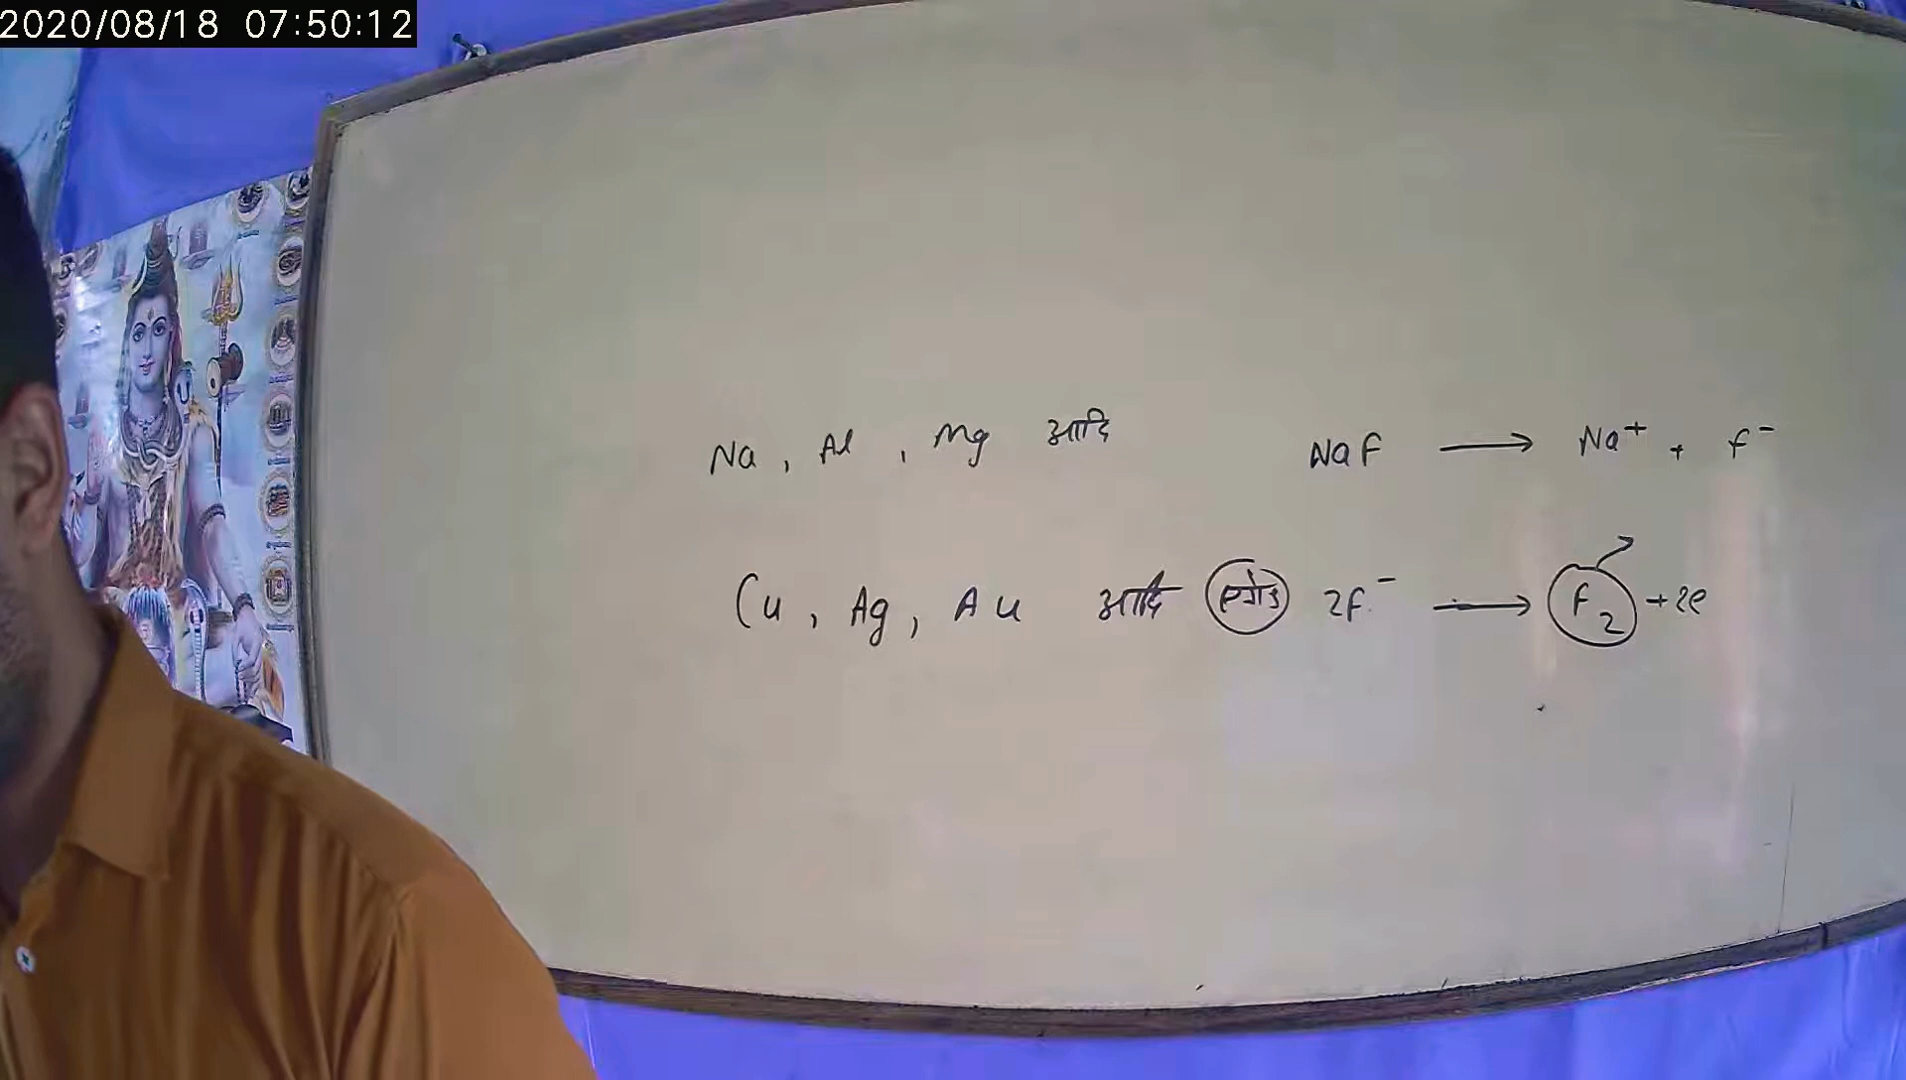 2020/08/18 07:50:12
Na, Al, Mg आदि NaF ⟶ Na⁺ + F⁻
Cu, Ag, Au आदि एनोड 2F⁻ ⟶ F₂ + 2e